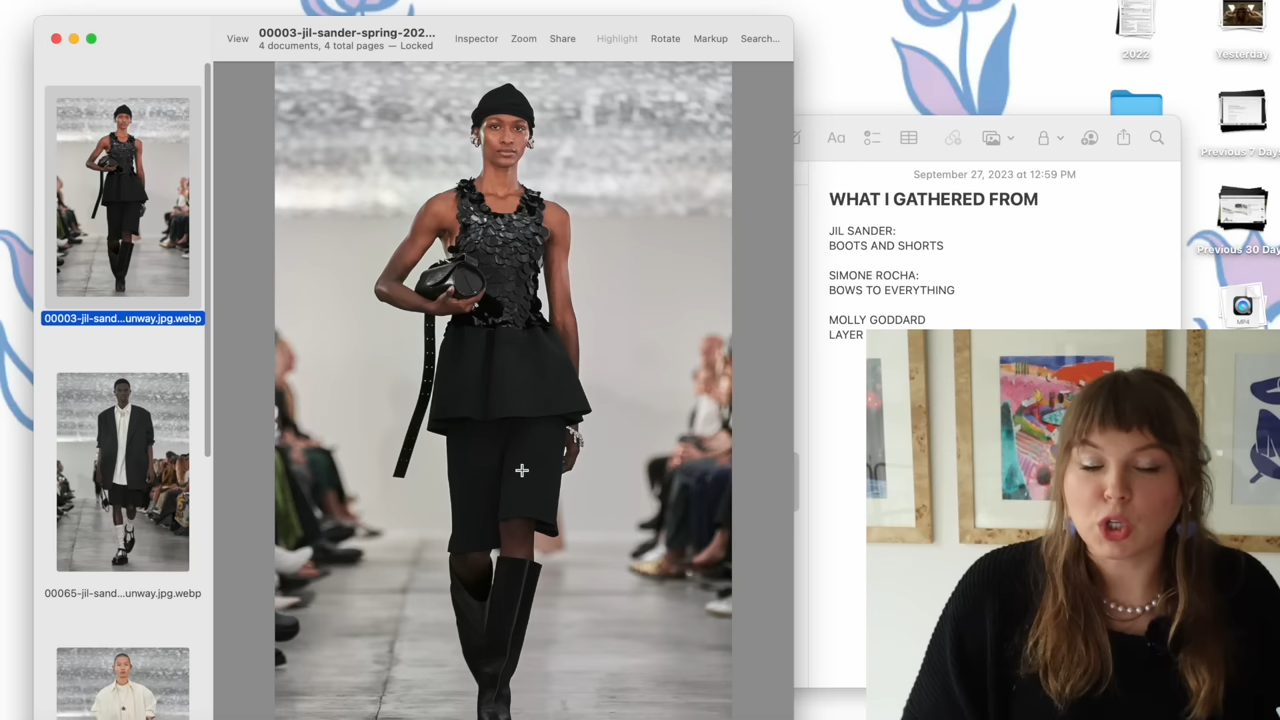 View
00003-jil-sander-spring-202...
4 documents, 4 total pages — Locked
Inspector
Zoom
Share
Highlight
Rotate
Markup
Search...
00003-jil-sand...unway.jpg.webp
00065-jil-sand...unway.jpg.webp
Aa
September 27, 2023 at 12:59 PM
WHAT I GATHERED FROM
JIL SANDER:
BOOTS AND SHORTS
SIMONE ROCHA:
BOWS TO EVERYTHING
MOLLY GODDARD
LAYER
2022
Yesterday
Previous 7 Days
Previous 30 Day
MP4